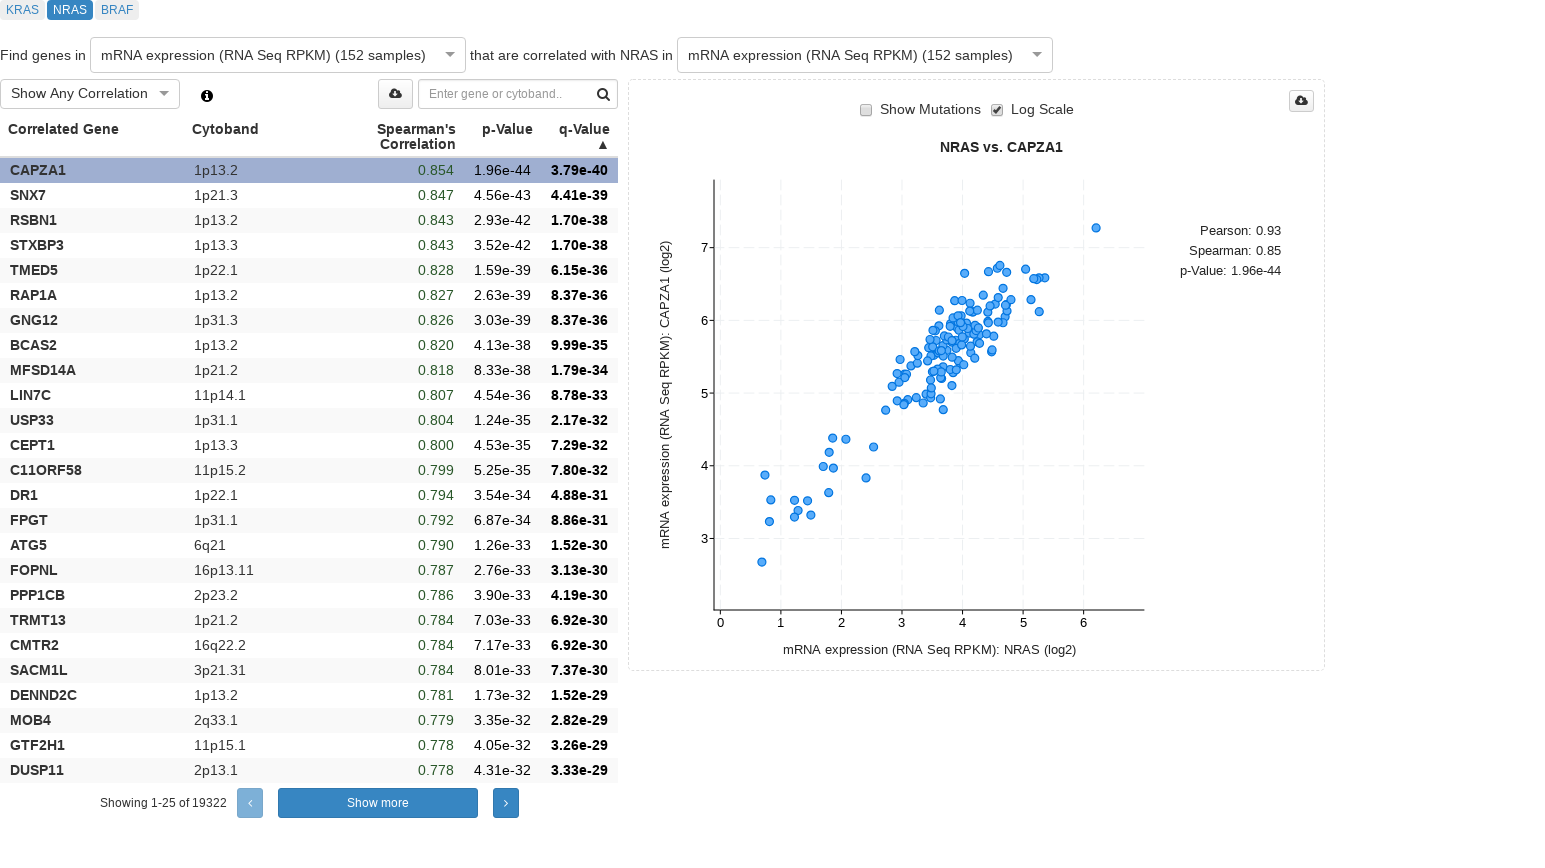 KRAS NRAS BRAF
Find genes in mRNA expression (RNA Seq RPKM) (152 samples) that are correlated with NRAS in mRNA expression (RNA Seq RPKM) (152 samples)
Show Any Correlation Enter gene or cytoband..
Correlated Gene Cytoband Spearman's p-Value q-Value
Correlation ▲
CAPZA1 1p13.2 0.854 1.96e-44 3.79e-40
SNX7 1p21.3 0.847 4.56e-43 4.41e-39
RSBN1 1p13.2 0.843 2.93e-42 1.70e-38
STXBP3 1p13.3 0.843 3.52e-42 1.70e-38
TMED5 1p22.1 0.828 1.59e-39 6.15e-36
RAP1A 1p13.2 0.827 2.63e-39 8.37e-36
GNG12 1p31.3 0.826 3.03e-39 8.37e-36
BCAS2 1p13.2 0.820 4.13e-38 9.99e-35
MFSD14A 1p21.2 0.818 8.33e-38 1.79e-34
LIN7C 11p14.1 0.807 4.54e-36 8.78e-33
USP33 1p31.1 0.804 1.24e-35 2.17e-32
CEPT1 1p13.3 0.800 4.53e-35 7.29e-32
C11ORF58 11p15.2 0.799 5.25e-35 7.80e-32
DR1 1p22.1 0.794 3.54e-34 4.88e-31
FPGT 1p31.1 0.792 6.87e-34 8.86e-31
ATG5 6q21 0.790 1.26e-33 1.52e-30
FOPNL 16p13.11 0.787 2.76e-33 3.13e-30
PPP1CB 2p23.2 0.786 3.90e-33 4.19e-30
TRMT13 1p21.2 0.784 7.03e-33 6.92e-30
CMTR2 16q22.2 0.784 7.17e-33 6.92e-30
SACM1L 3p21.31 0.784 8.01e-33 7.37e-30
DENND2C 1p13.2 0.781 1.73e-32 1.52e-29
MOB4 2q33.1 0.779 3.35e-32 2.82e-29
GTF2H1 11p15.1 0.778 4.05e-32 3.26e-29
DUSP11 2p13.1 0.778 4.31e-32 3.33e-29
Showing 1-25 of 19322 Show more
Show Mutations Log Scale
NRAS vs. CAPZA1
Pearson: 0.93
Spearman: 0.85
p-Value: 1.96e-44
mRNA expression (RNA Seq RPKM): CAPZA1 (log2)
7
6
5
4
3
0 1 2 3 4 5 6
mRNA expression (RNA Seq RPKM): NRAS (log2)